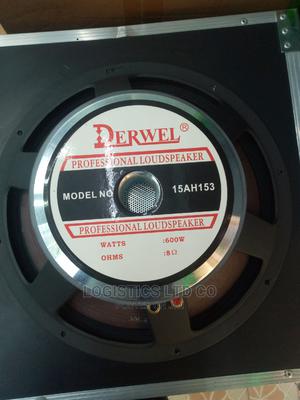 DERWEL®
PROFESSIONAL LOUDSPEAKER
MODEL NO 15AH153
PROFESSIONAL LOUDSPEAKER
WATTS :600W
OHMS :8Ω
LOGISTICS LTD CO